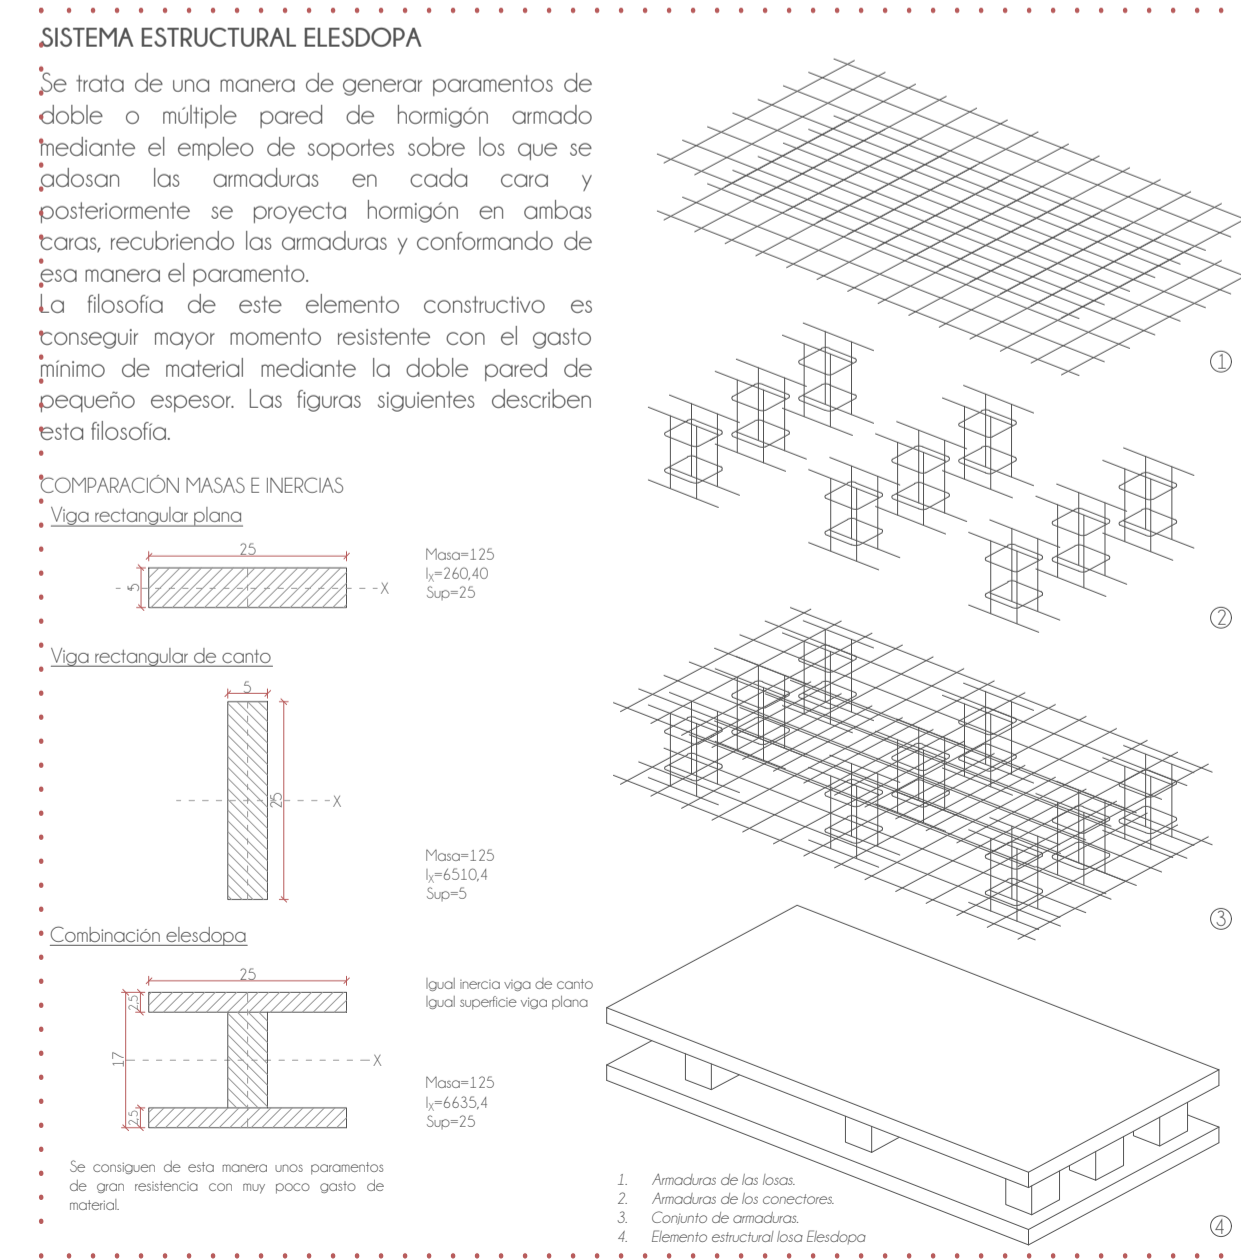 SISTEMA ESTRUCTURAL ELESDOPA
Se trata de una manera de generar paramentos de
doble o múltiple pared de hormigón armado
mediante el empleo de soportes sobre los que se
adosan las armaduras en cada cara y
posteriormente se proyecta hormigón en ambas
caras, recubriendo las armaduras y conformando de
esa manera el paramento.
La filosofía de este elemento constructivo es
conseguir mayor momento resistente con el gasto
mínimo de material mediante la doble pared de
pequeño espesor. Las figuras siguientes describen
esta filosofía.
COMPARACIÓN MASAS E INERCIAS
Viga rectangular plana
25
5
X
Masa=125
Ix=260,40
Sup=25
Viga rectangular de canto
5
25
X
Masa=125
Ix=6510,4
Sup=5
Combinación elesdopa
25
2.5
17
2.5
X
Igual inercia viga de canto
Igual superficie viga plana
Masa=125
Ix=6635,4
Sup=25
Se consiguen de esta manera unos paramentos
de gran resistencia con muy poco gasto de
material.
1
2
3
4
1. Armaduras de las losas.
2. Armaduras de los conectores.
3. Conjunto de armaduras.
4. Elemento estructural losa Elesdopa